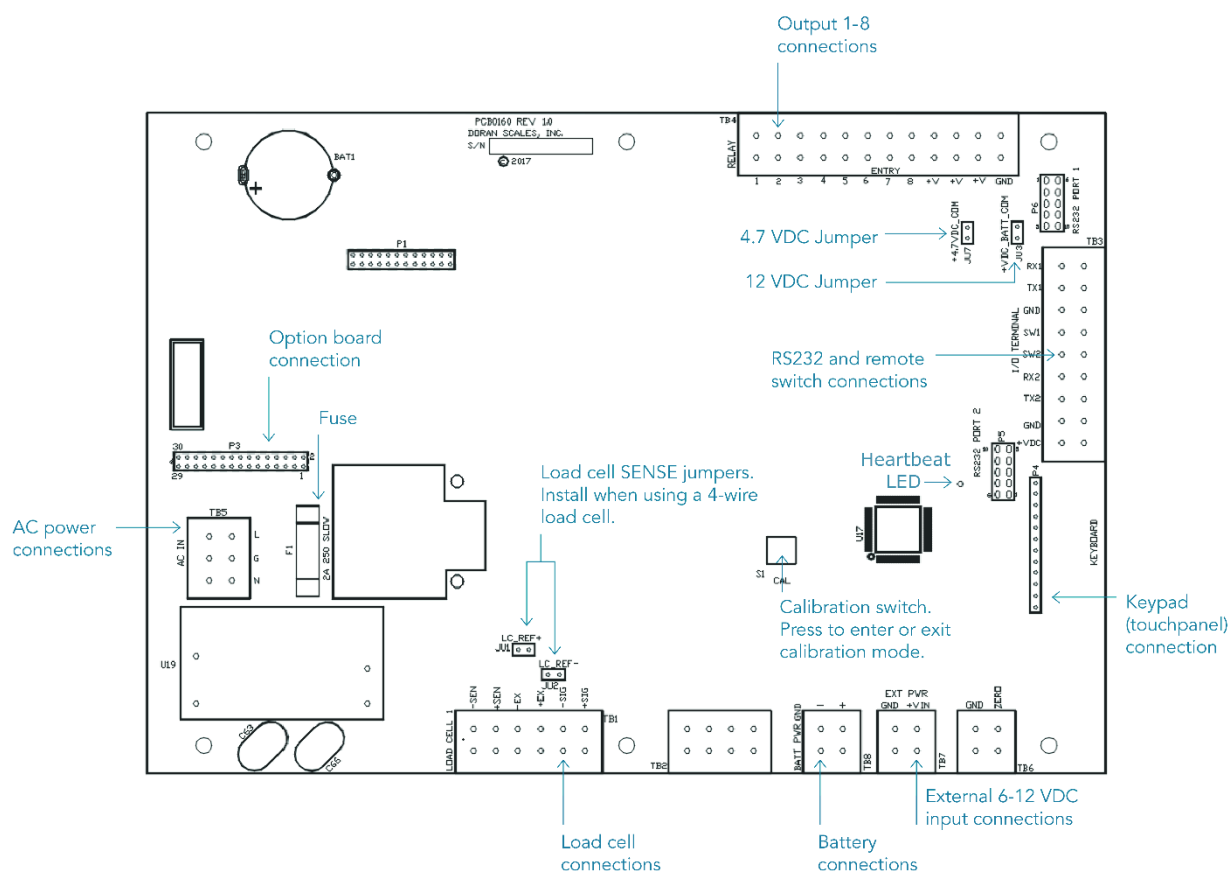 Output 1-8
connections
PCB0160 REV 1.0
DORAN SCALES, INC.
S/N
2017
BAT1
TB4
RELAY
ENTRY
1 2 3 4 5 6 7 8 +V +V +V GND
P1
P6
RS232 PORT 1
4.7 VDC Jumper
+4.7VDC_COM
JU7
+VDC_BATT_COM
JU3
12 VDC Jumper
TB3
RX1
TX1
GND
SW1
SW2
RX2
TX2
GND
+VDC
I/O TERMINAL
RS232 and remote
switch connections
Option board
connection
Fuse
30 P3 2
29 1
Load cell SENSE jumpers.
Install when using a 4-wire
load cell.
RS232 PORT 2
P5
Heartbeat
LED
P4
KEYBOARD
AC power
connections
TB5
AC IN
L
G
N
F1
2A 250 SLOW
U17
S1
CAL
Calibration switch.
Press to enter or exit
calibration mode.
Keypad
(touchpanel)
connection
LC_REF+
JU1
LC_REF-
JU2
U19
C63
C66
LOAD CELL 1
-SEN
+SEN
-EX
+EX
-SIG
+SIG
TB1
TB2
BATT PWR GND
- +
TB8
EXT PWR
GND +VIN
TB7
GND
ZERO
TB6
External 6-12 VDC
input connections
Load cell
connections
Battery
connections